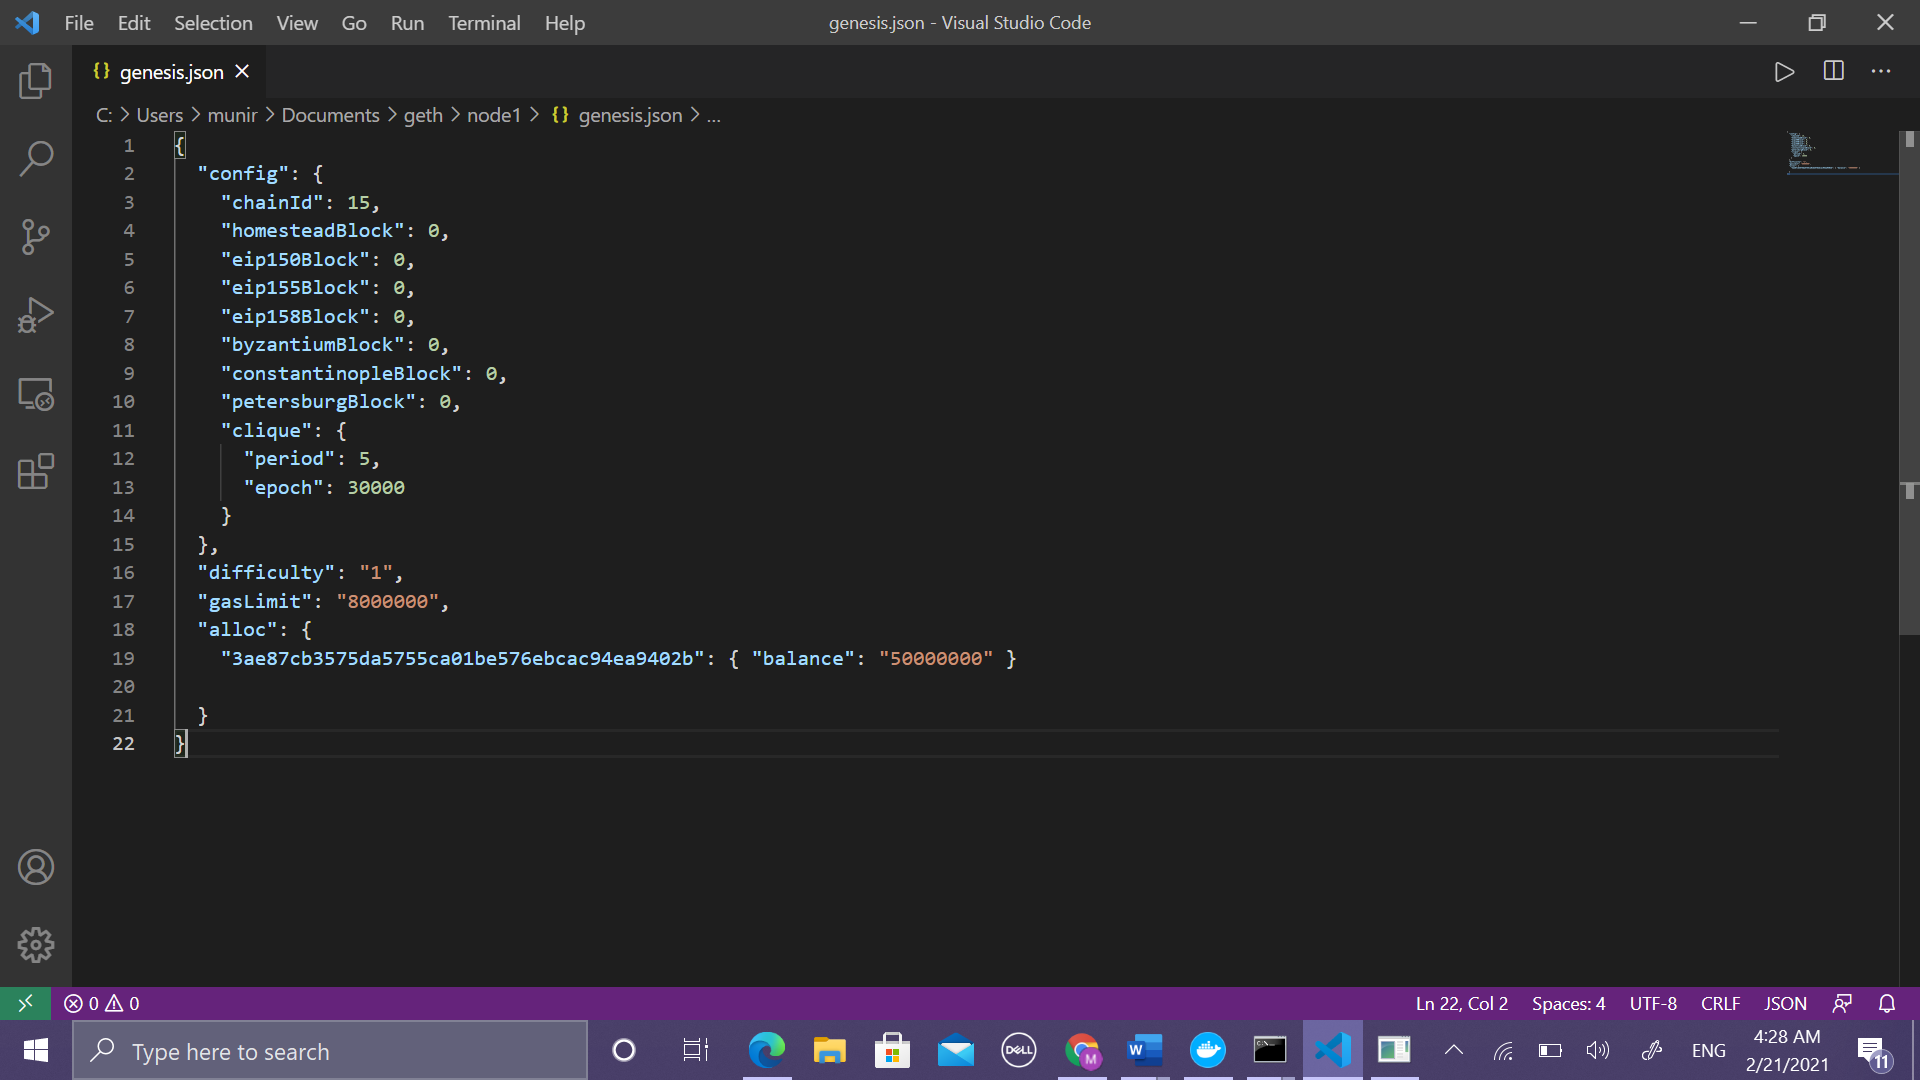 File Edit Selection View Go Run Terminal Help genesis.json - Visual Studio Code
{} genesis.json
C: > Users > munir > Documents > geth > node1 > {} genesis.json > ...
1 {
2 "config": {
3 "chainId": 15,
4 "homesteadBlock": 0,
5 "eip150Block": 0,
6 "eip155Block": 0,
7 "eip158Block": 0,
8 "byzantiumBlock": 0,
9 "constantinopleBlock": 0,
10 "petersburgBlock": 0,
11 "clique": {
12 "period": 5,
13 "epoch": 30000
14 }
15 },
16 "difficulty": "1",
17 "gasLimit": "8000000",
18 "alloc": {
19 "3ae87cb3575da5755ca01be576ebcac94ea9402b": { "balance": "50000000" }
20
21 }
22 }
0 0 Ln 22, Col 2 Spaces: 4 UTF-8 CRLF JSON
Type here to search DELL M W ENG 4:28 AM
2/21/2021 11